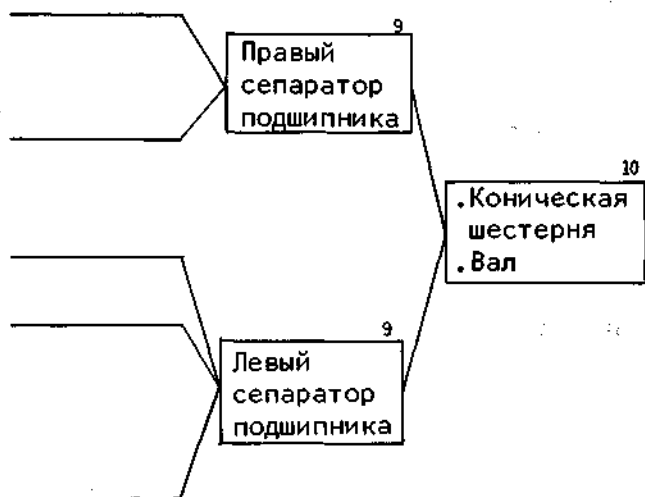 9
Правый
сепаратор
подшипника
10
.Коническая
шестерня
.Вал
9
Левый
сепаратор
подшипника